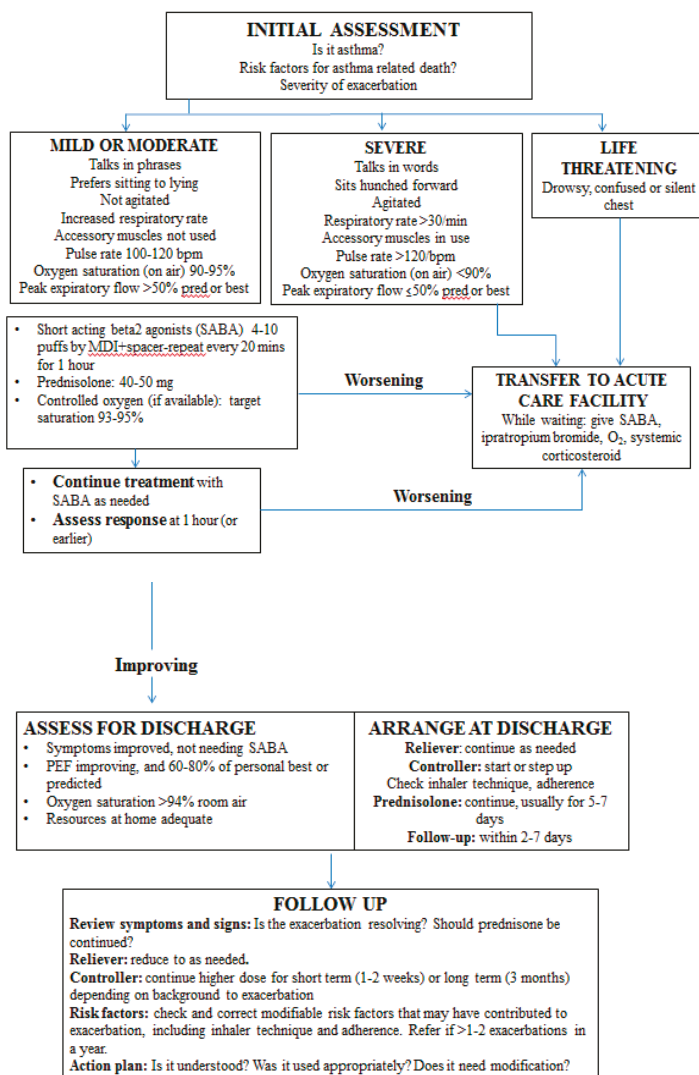 INITIAL ASSESSMENT
Is it asthma?
Risk factors for asthma related death?
Severity of exacerbation
MILD OR MODERATE
Talks in phrases
Prefers sitting to lying
Not agitated
Increased respiratory rate
Accessory muscles not used
Pulse rate 100-120 bpm
Oxygen saturation (on air) 90-95%
Peak expiratory flow >50% pred or best
SEVERE
Talks in words
Sits hunched forward
Agitated
Respiratory rate >30/min
Accessory muscles in use
Pulse rate >120/bpm
Oxygen saturation (on air) <90%
Peak expiratory flow ≤50% pred or best
LIFE
THREATENING
Drowsy, confused or silent
chest
• Short acting beta2 agonists (SABA) 4-10
puffs by MDI+spacer-repeat every 20 mins
for 1 hour
• Prednisolone: 40-50 mg
• Controlled oxygen (if available): target
saturation 93-95%
Worsening
TRANSFER TO ACUTE
CARE FACILITY
While waiting: give SABA,
ipratropium bromide, O₂, systemic
corticosteroid
• Continue treatment with
SABA as needed
• Assess response at 1 hour (or
earlier)
Worsening
Improving
ASSESS FOR DISCHARGE
• Symptoms improved, not needing SABA
• PEF improving, and 60-80% of personal best or
predicted
• Oxygen saturation >94% room air
• Resources at home adequate
ARRANGE AT DISCHARGE
Reliever: continue as needed
Controller: start or step up
Check inhaler technique, adherence
Prednisolone: continue, usually for 5-7
days
Follow-up: within 2-7 days
FOLLOW UP
Review symptoms and signs: Is the exacerbation resolving? Should prednisone be
continued?
Reliever: reduce to as needed.
Controller: continue higher dose for short term (1-2 weeks) or long term (3 months)
depending on background to exacerbation
Risk factors: check and correct modifiable risk factors that may have contributed to
exacerbation, including inhaler technique and adherence. Refer if >1-2 exacerbations in
a year.
Action plan: Is it understood? Was it used appropriately? Does it need modification?